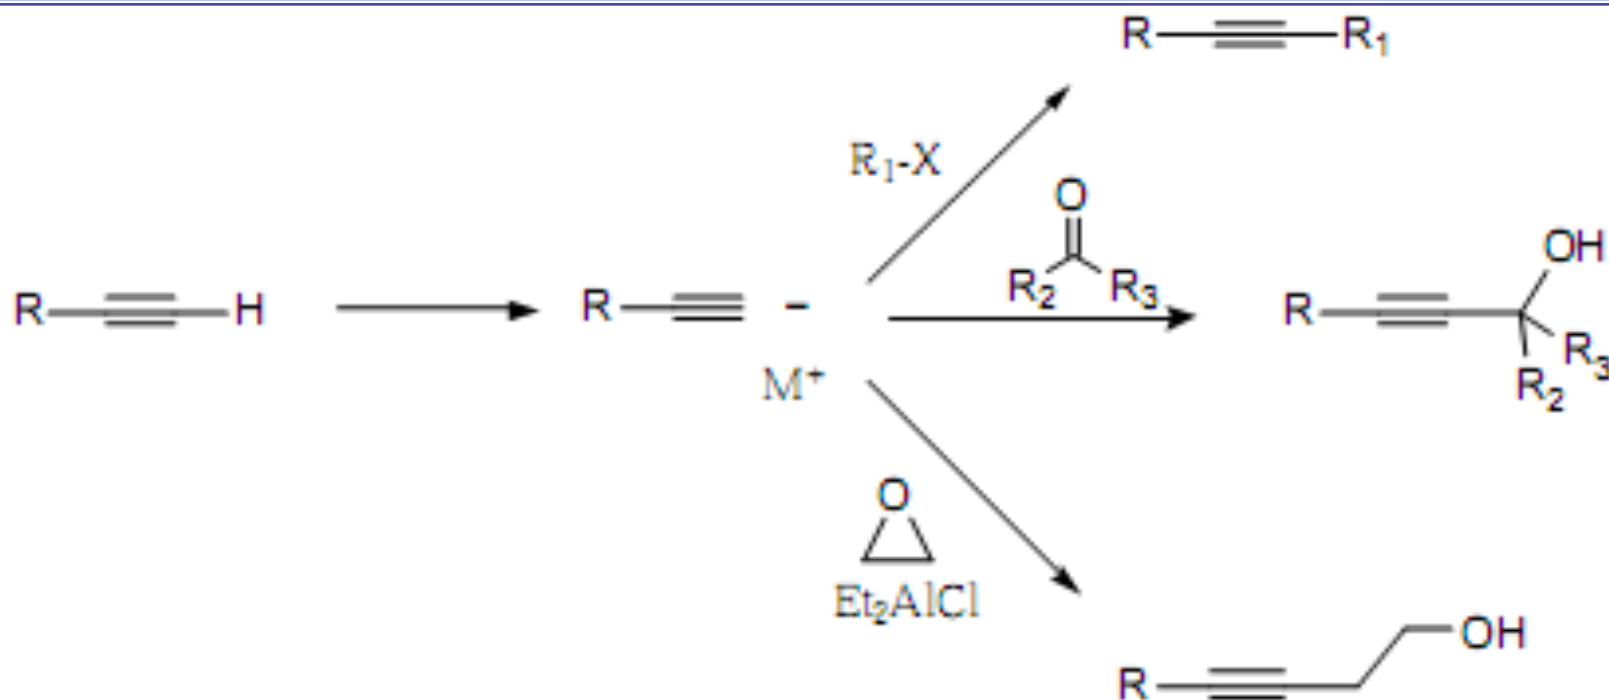 R R₁
R₁-X
O
R₂ R₃
OH
R H
R −
M⁺
R
R₃
R₂
O
Et₂AlCl
OH
R